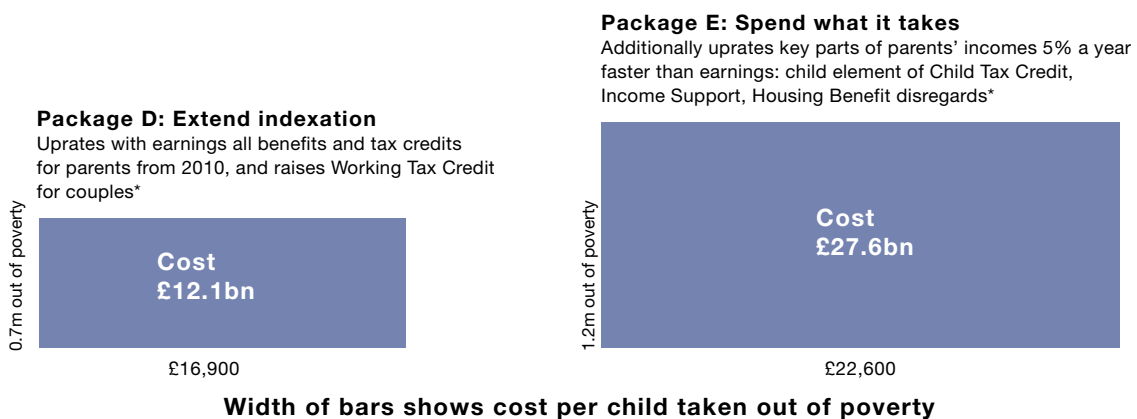 Package D: Extend indexation
Uprates with earnings all benefits and tax credits
for parents from 2010, and raises Working Tax Credit
for couples*
0.7m out of poverty
Cost
£12.1bn
£16,900
Package E: Spend what it takes
Additionally uprates key parts of parents’ incomes 5% a year
faster than earnings: child element of Child Tax Credit,
Income Support, Housing Benefit disregards*
1.2m out of poverty
Cost
£27.6bn
£22,600
Width of bars shows cost per child taken out of poverty